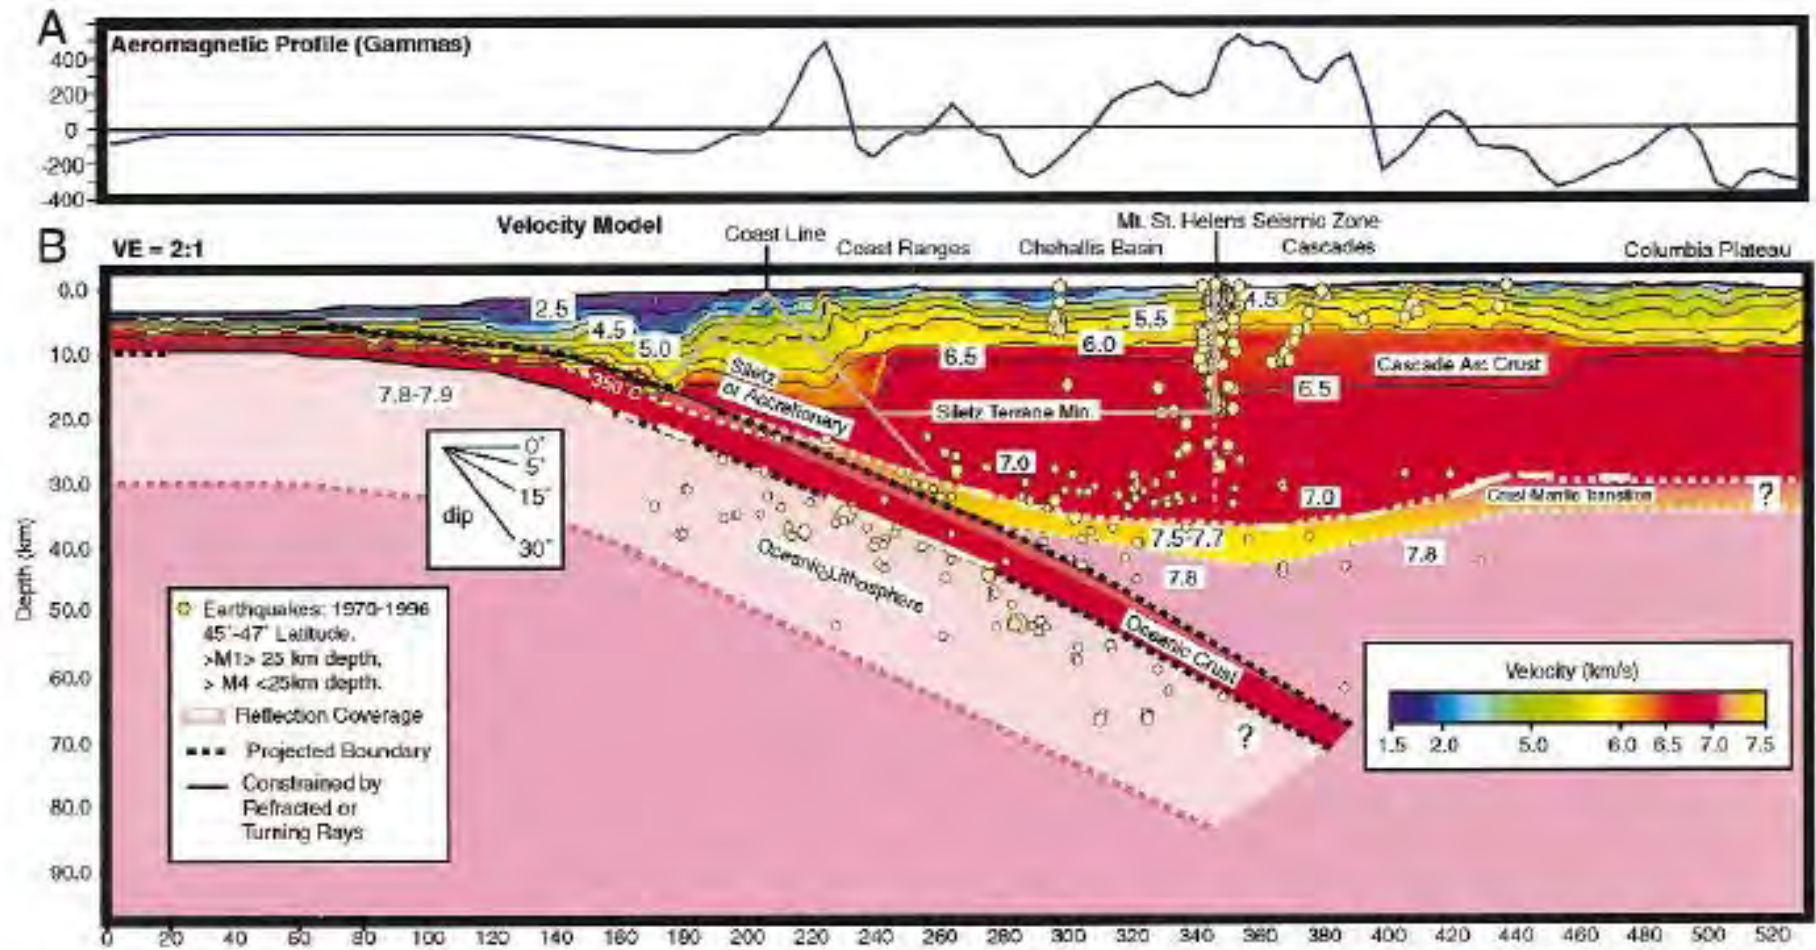 A
Aeromagnetic Profile (Gammas)
400
200
0
-200
-400
B
VE = 2:1
Velocity Model
Coast Line
Coast Ranges
Chehallis Basin
Mt. St. Helens Seismic Zone
Cascades
Columbia Plateau
0.0
10.0
20.0
30.0
40.0
50.0
60.0
70.0
80.0
90.0
Depth (km)
2.5
4.5
5.0
4.5
5.5
6.0
6.5
Cascade Arc Crust
6.5
350°C
Siletz
or Accretionary
7.8-7.9
Siletz Terrane Min.
7.0
7.0
Crust-Mantle Transition
?
0°
5°
15°
30°
dip
7.5-7.7
7.8
7.8
Oceanic Lithosphere
Oceanic Crust
?
Earthquakes: 1970-1996
45°-47° Latitude.
>M1> 25 km depth,
> M4 <25km depth.
Reflection Coverage
Projected Boundary
Constrained by
Refracted or
Turning Rays
Velocity (km/s)
1.5 2.0 5.0 6.0 6.5 7.0 7.5
0 20 40 60 80 100 120 140 160 180 200 220 240 260 280 300 320 340 360 380 400 420 440 460 480 500 520